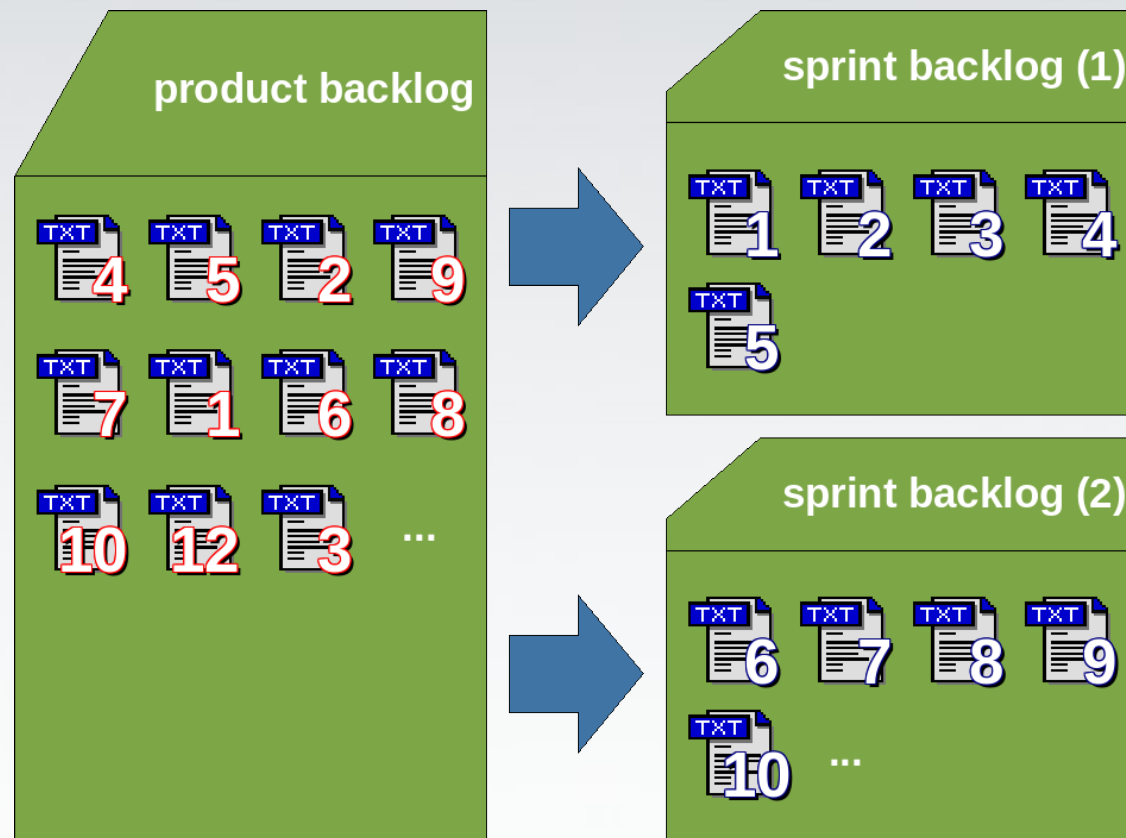 product backlog
TXT TXT TXT TXT
4 5 2 9
TXT TXT TXT TXT
7 1 6 8
TXT TXT TXT
10 12 3 ...
sprint backlog (1)
TXT TXT TXT TXT
1 2 3 4
TXT
5
sprint backlog (2)
TXT TXT TXT TXT
6 7 8 9
TXT
10 ...